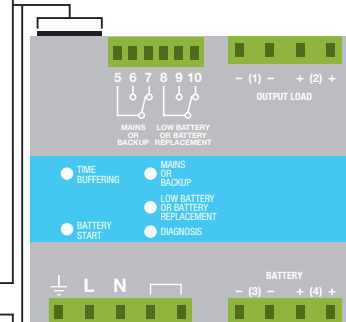 5 6 7 8 9 10
– (1) – + (2) +
OUTPUT LOAD
MAINS
OR
BACKUP
LOW BATTERY
OR BATTERY
REPLACEMENT
TIME
BUFFERING
MAINS
OR
BACKUP
LOW BATTERY
OR BATTERY
REPLACEMENT
BATTERY
START
DIAGNOSIS
L N
BATTERY
– (3) – + (4) +